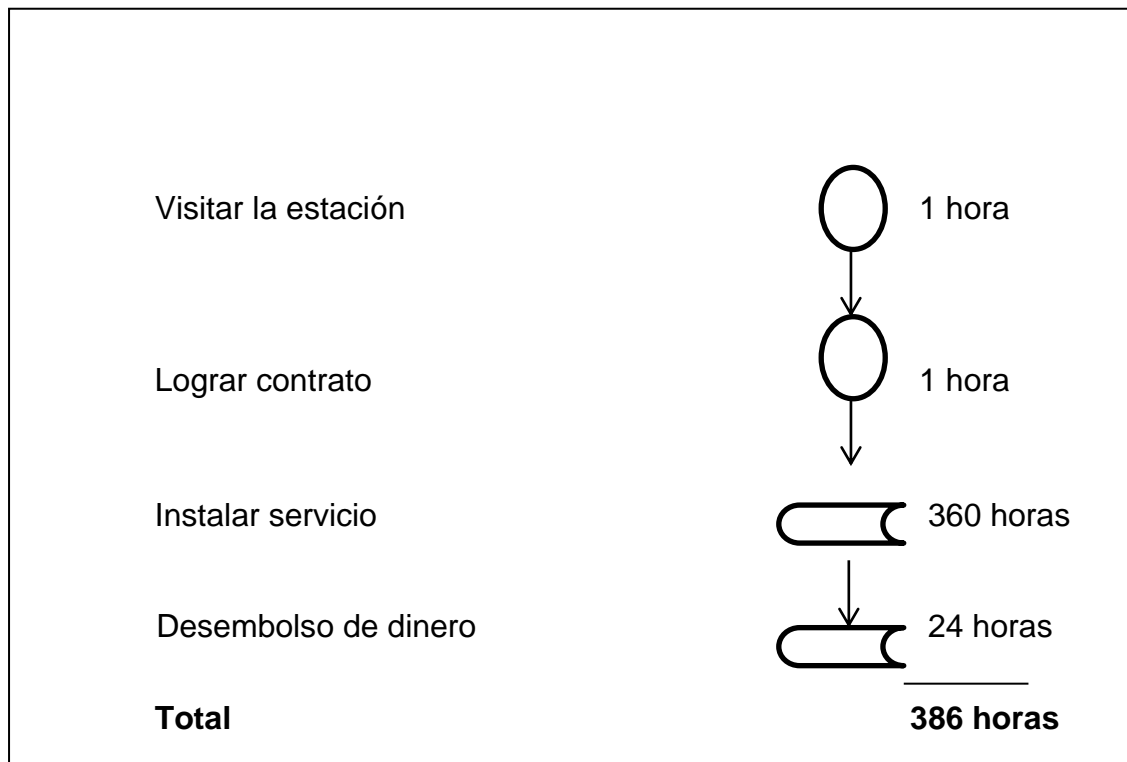 Visitar la estación 1 hora
Lograr contrato 1 hora
Instalar servicio 360 horas
Desembolso de dinero 24 horas
Total 386 horas